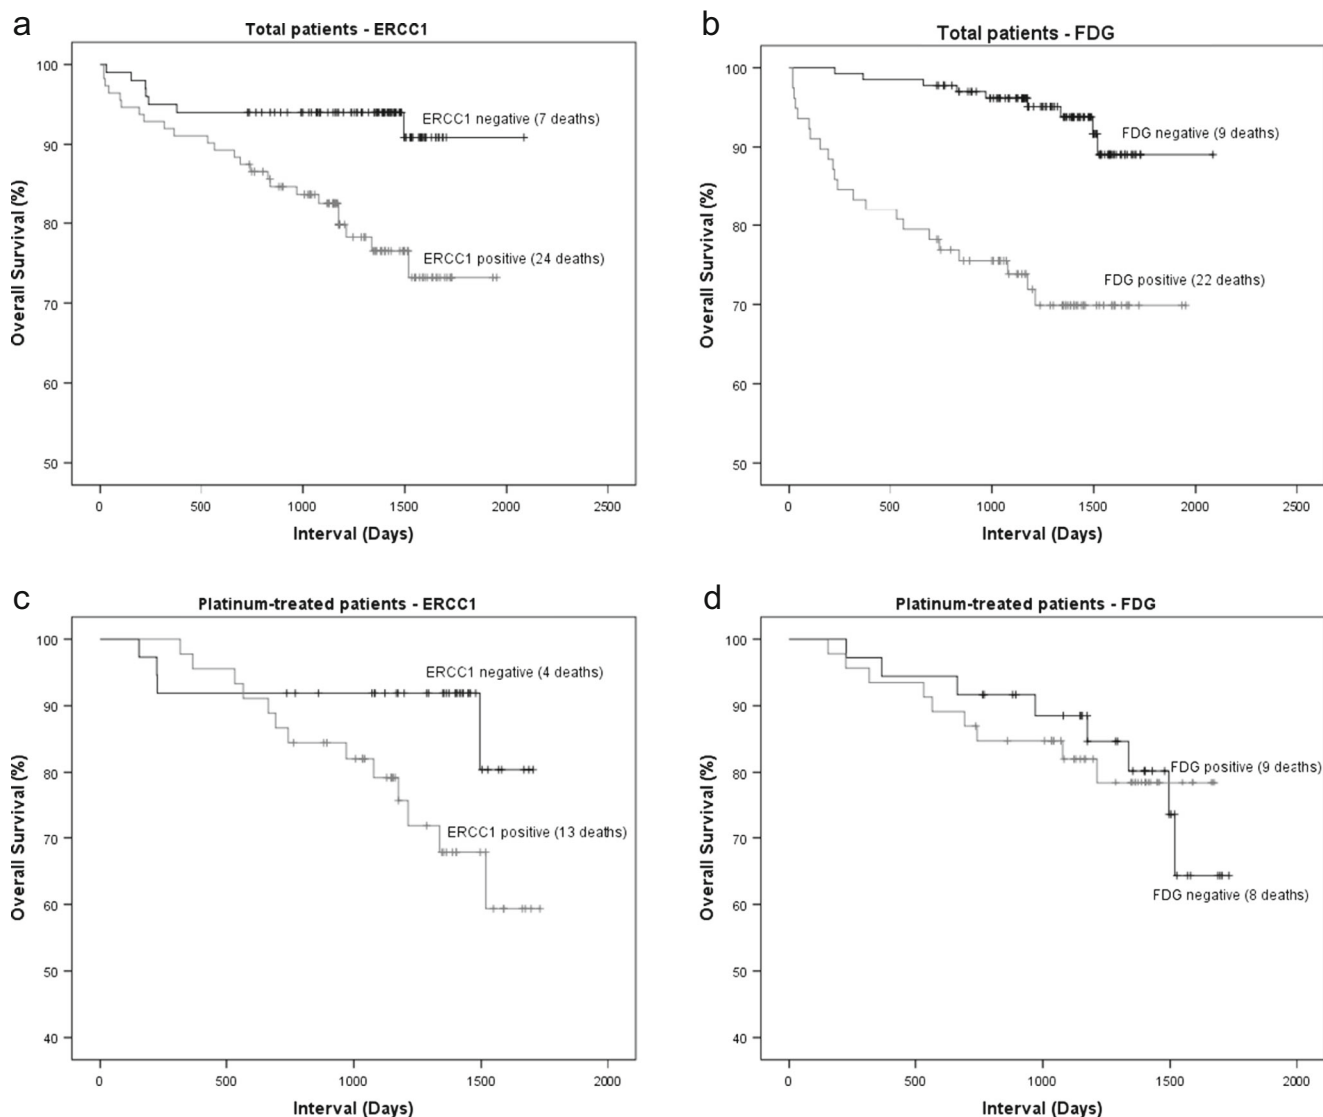 a
Total patients - ERCC1
100
90
80
70
60
50
Overall Survival (%)
ERCC1 negative (7 deaths)
ERCC1 positive (24 deaths)
0 500 1000 1500 2000 2500
Interval (Days)
b
Total patients - FDG
100
90
80
70
60
50
Overall Survival (%)
FDG negative (9 deaths)
FDG positive (22 deaths)
0 500 1000 1500 2000 2500
Interval (Days)
c
Platinum-treated patients - ERCC1
100
90
80
70
60
50
40
Overall Survival (%)
ERCC1 negative (4 deaths)
ERCC1 positive (13 deaths)
0 500 1000 1500 2000
Interval (Days)
d
Platinum-treated patients - FDG
100
90
80
70
60
50
40
Overall Survival (%)
FDG positive (9 deaths)
FDG negative (8 deaths)
0 500 1000 1500 2000
Interval (Days)